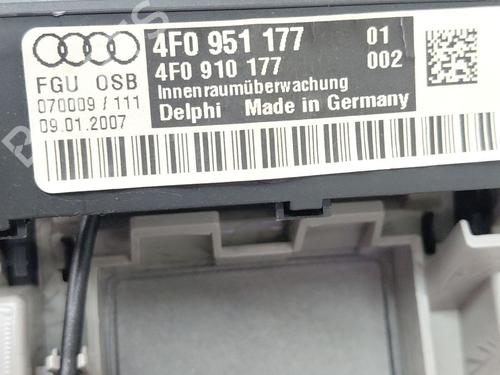 4F0 951 177 01
4F0 910 177 002
FGU OSB
Innenraumüberwachung
070009 / 111
Delphi Made in Germany
09.01.2007